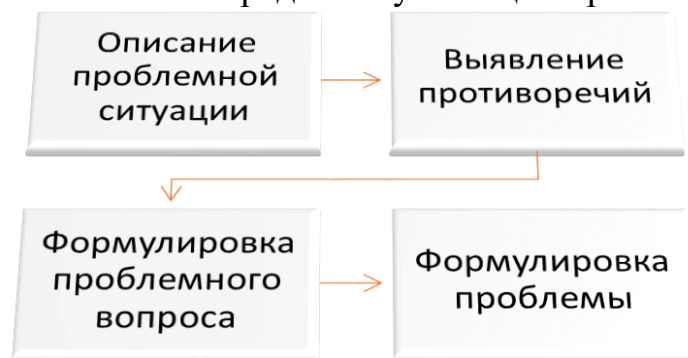 Описание
проблемной
ситуации
Выявление
противоречий
Формулировка
проблемного
вопроса
Формулировка
проблемы